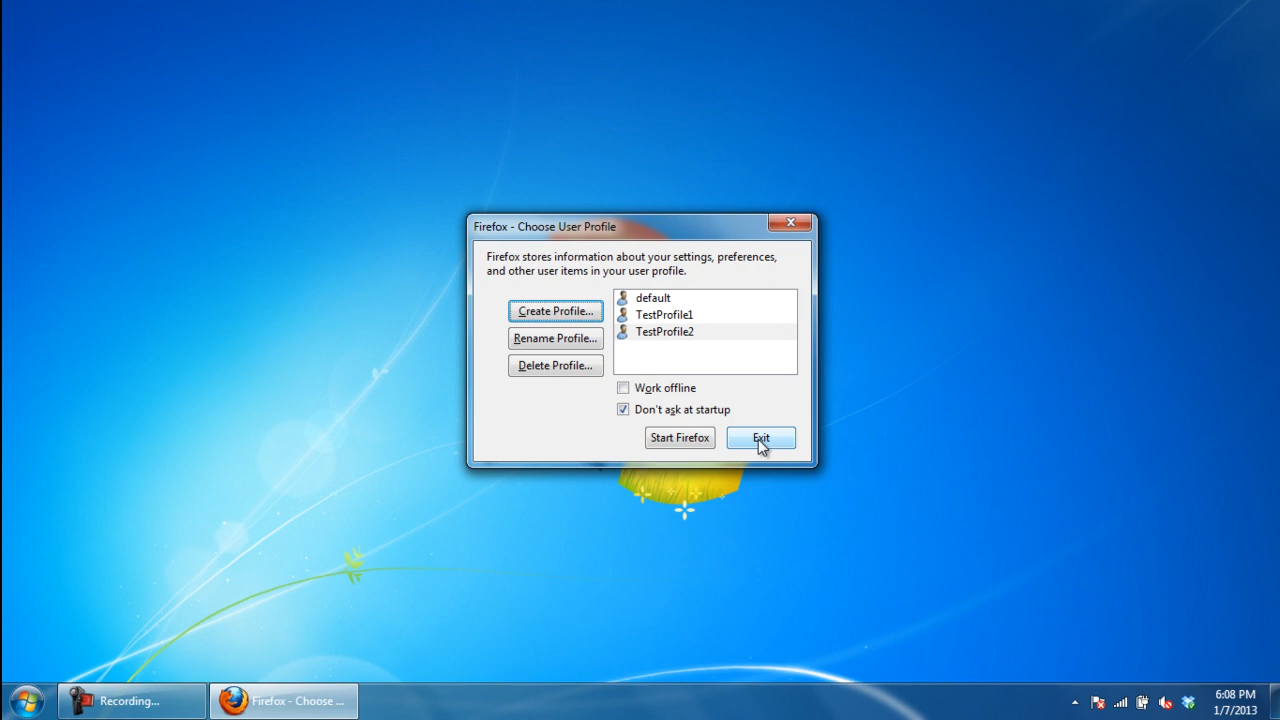 Firefox - Choose User Profile
Firefox stores information about your settings, preferences,
and other user items in your user profile.
Create Profile...
Rename Profile...
Delete Profile...
default
TestProfile1
TestProfile2
Work offline
Don't ask at startup
Start Firefox
Exit
Recording...
Firefox - Choose ...
6:08 PM
1/7/2013